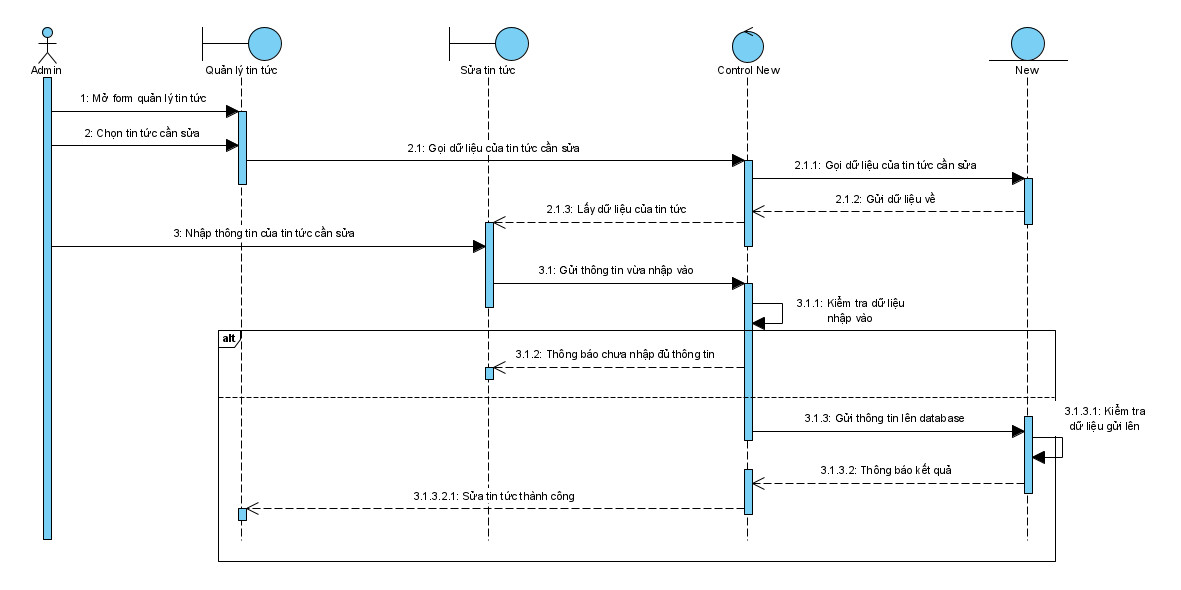 Admin
Quản lý tin tức
Sửa tin tức
Control New
New
1: Mở form quản lý tin tức
2: Chọn tin tức cần sửa
2.1: Gọi dữ liệu của tin tức cần sửa
2.1.1: Gọi dữ liệu của tin tức cần sửa
2.1.2: Gửi dữ liệu về
2.1.3: Lấy dữ liệu của tin tức
3: Nhập thông tin của tin tức cần sửa
3.1: Gửi thông tin vừa nhập vào
3.1.1: Kiểm tra dữ liệu
nhập vào
alt
3.1.2: Thông báo chưa nhập đủ thông tin
3.1.3: Gửi thông tin lên database
3.1.3.1: Kiểm tra
dữ liệu gửi lên
3.1.3.2: Thông báo kết quả
3.1.3.2.1: Sửa tin tức thành công